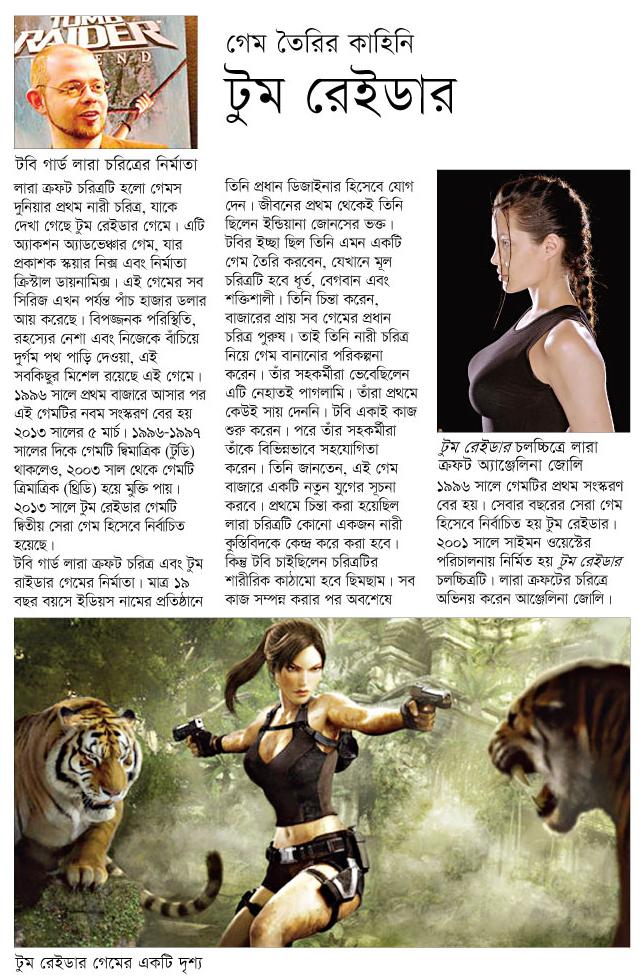 TOMB
RAIDER
গেম তৈরির কাহিনি
টুম রেইডার
টবি গার্ড লারা চরিত্রের নির্মাতা
লারা ক্রফট চরিত্রটি হলো গেমস
দুনিয়ার প্রথম নারী চরিত্র, যাকে
দেখা গেছে টুম রেইডার গেমে। এটি
অ্যাকশন অ্যাডভেঞ্চার গেম, যার
প্রকাশক স্কয়ার নিক্স এবং নির্মাতা
ক্রিস্টাল ডায়নামিক্স। এই গেমের সব
সিরিজ এখন পর্যন্ত পাঁচ হাজার ডলার
আয় করেছে। বিপজ্জনক পরিস্থিতি,
রহস্যের নেশা এবং নিজেকে বাঁচিয়ে
দুর্গম পথ পাড়ি দেওয়া, এই
সবকিছুর মিশেল রয়েছে এই গেমে।
১৯৯৬ সালে প্রথম বাজারে আসার পর
এই গেমটির নবম সংস্করণ বের হয়
২০১৩ সালের ৫ মার্চ। ১৯৯৬-১৯৯৭
সালের দিকে গেমটি দ্বিমাত্রিক (টুডি)
থাকলেও, ২০০৩ সাল থেকে গেমটি
ত্রিমাত্রিক (থ্রিডি) হয়ে মুক্তি পায়।
২০১৩ সালে টুম রেইডার গেমটি
দ্বিতীয় সেরা গেম হিসেবে নির্বাচিত
হয়েছে।
টবি গার্ড লারা ক্রফট চরিত্র এবং টুম
রাইডার গেমের নির্মাতা। মাত্র ১৯
বছর বয়সে ইডিয়স নামের প্রতিষ্ঠানে
তিনি প্রধান ডিজাইনার হিসেবে যোগ
দেন। জীবনের প্রথম থেকেই তিনি
ছিলেন ইন্ডিয়ানা জোনসের ভক্ত।
টবির ইচ্ছা ছিল তিনি এমন একটি
গেম তৈরি করবেন, যেখানে মূল
চরিত্রটি হবে ধূর্ত, বেগবান এবং
শক্তিশালী। তিনি চিন্তা করেন,
বাজারের প্রায় সব গেমের প্রধান
চরিত্র পুরুষ। তাই তিনি নারী চরিত্র
নিয়ে গেম বানানোর পরিকল্পনা
করেন। তাঁর সহকর্মীরা ভেবেছিলেন
এটি নেহাতই পাগলামি। তাঁরা প্রথমে
কেউই সায় দেননি। টবি একাই কাজ
শুরু করেন। পরে তাঁর সহকর্মীরা
তাঁকে বিভিন্নভাবে সহযোগিতা
করেন। তিনি জানতেন, এই গেম
বাজারে একটি নতুন যুগের সূচনা
করবে। প্রথমে চিন্তা করা হয়েছিল
লারা চরিত্রটি কোনো একজন নারী
কুস্তিবিদকে কেন্দ্র করে করা হবে।
কিন্তু টবি চাইছিলেন চরিত্রটির
শারীরিক কাঠামো হবে ছিমছাম। সব
কাজ সম্পন্ন করার পর অবশেষে
টুম রেইডার চলচ্চিত্রে লারা
ক্রফট অ্যাঞ্জেলিনা জোলি
১৯৯৬ সালে গেমটির প্রথম সংস্করণ
বের হয়। সেবার বছরের সেরা গেম
হিসেবে নির্বাচিত হয় টুম রেইডার।
২০০১ সালে সাইমন ওয়েস্টের
পরিচালনায় নির্মিত হয় টুম রেইডার
চলচ্চিত্রটি। লারা ক্রফটের চরিত্রে
অভিনয় করেন আঞ্জেলিনা জোলি।
টুম রেইডার গেমের একটি দৃশ্য